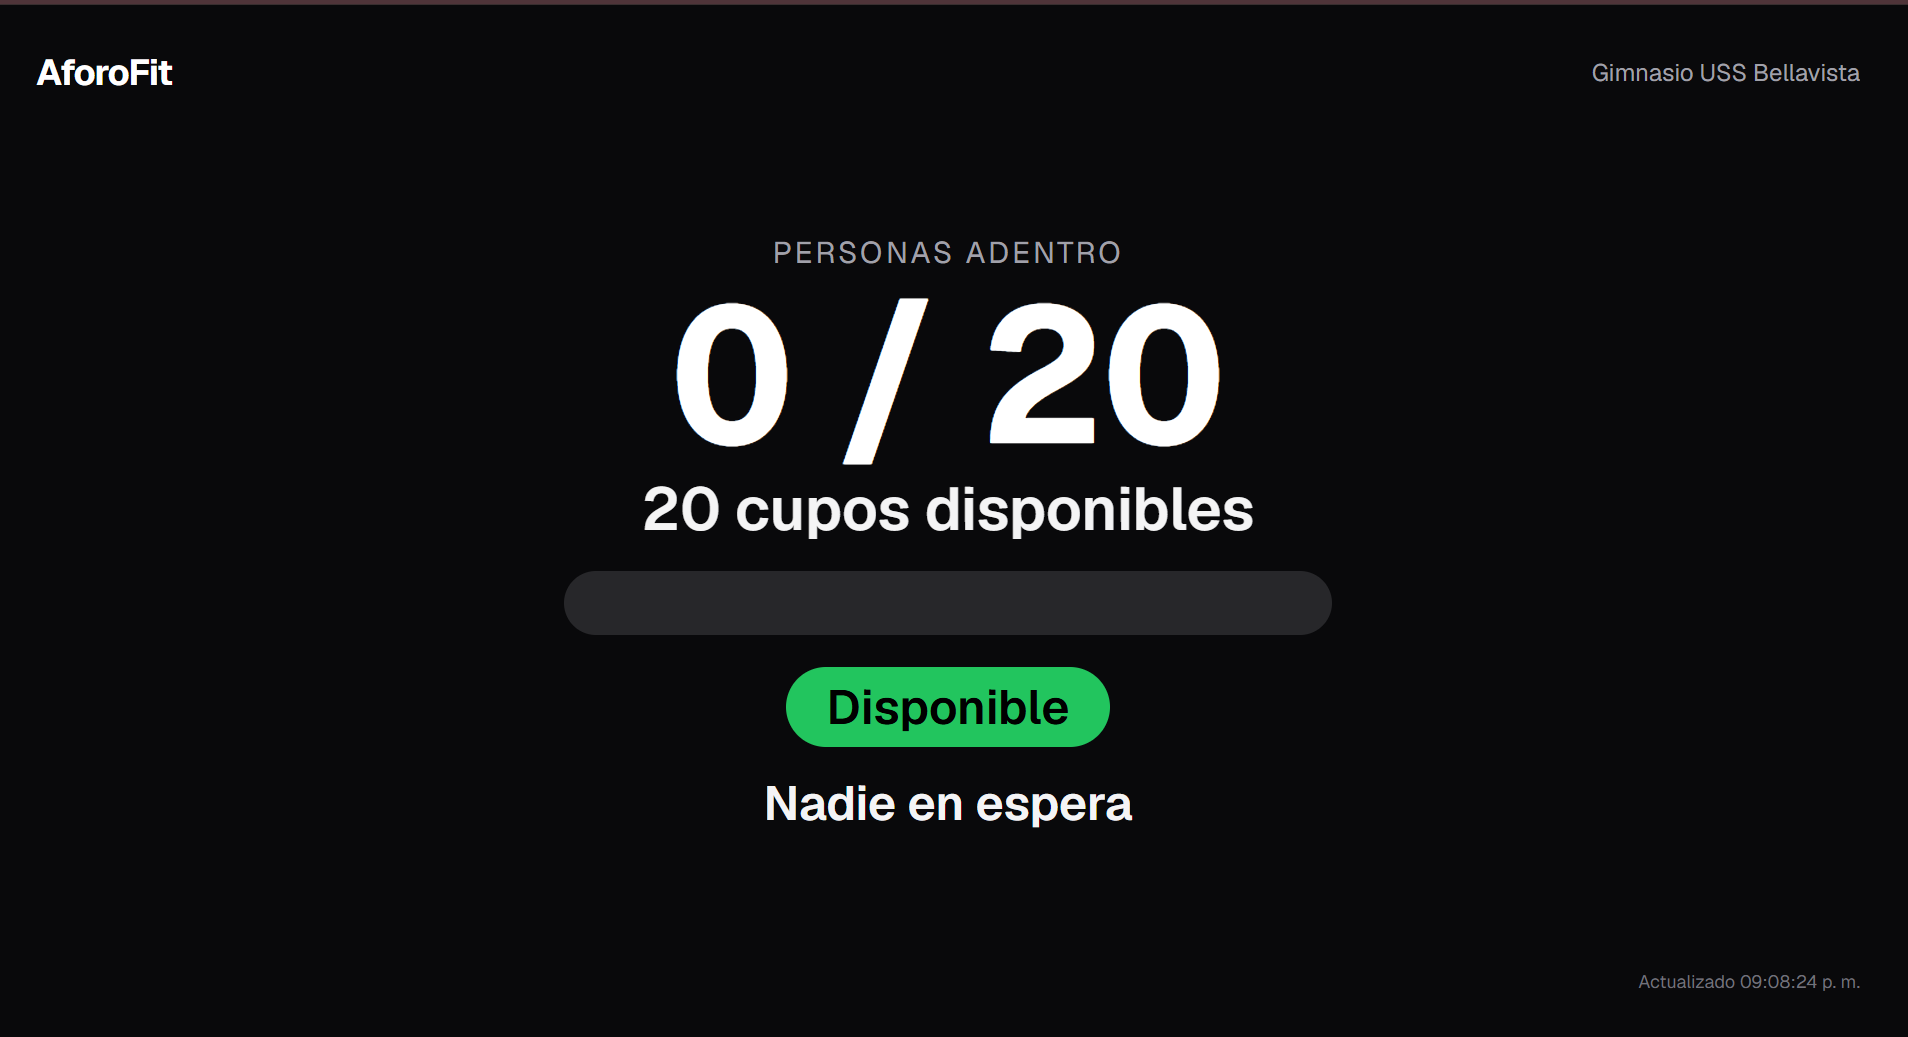 AforoFit
Gimnasio USS Bellavista
PERSONAS ADENTRO
0 / 20
20 cupos disponibles
Disponible
Nadie en espera
Actualizado 09:08:24 p. m.